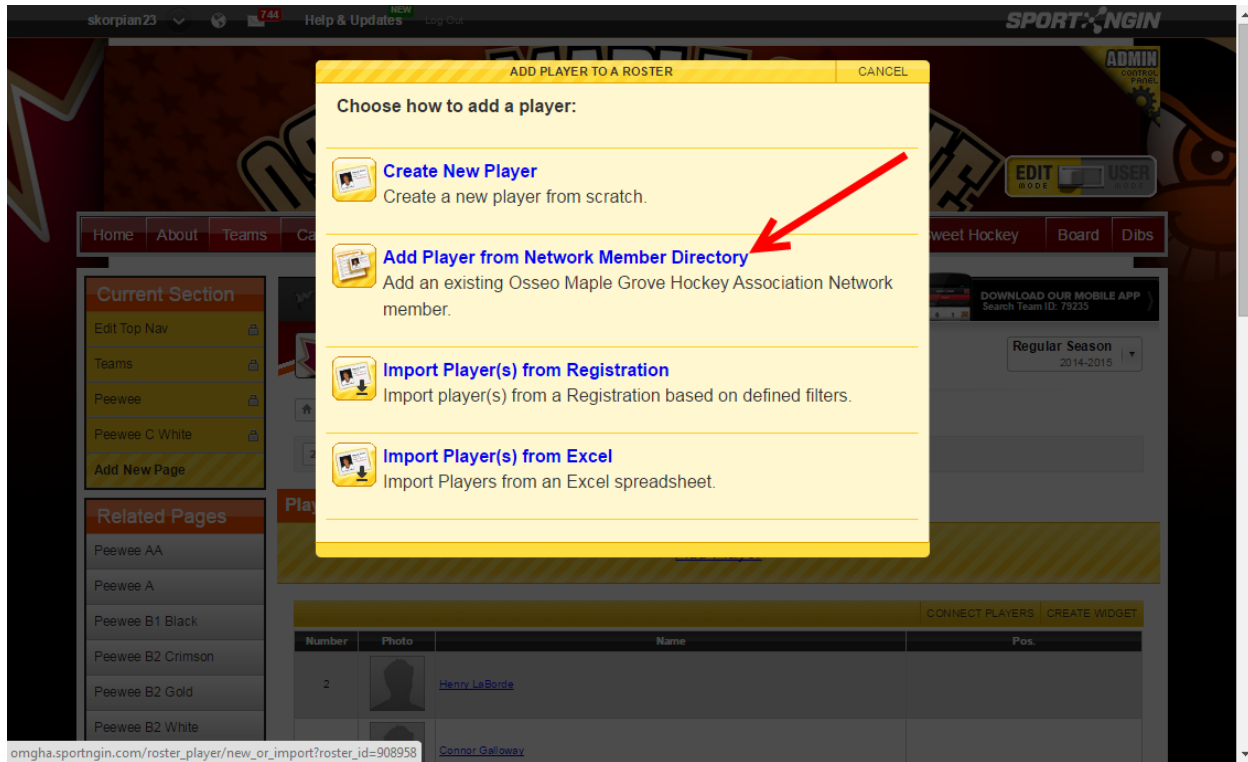 skorpian23 744 Help & Updates NEW Log Out SPORT NGIN
ADMIN
CONTROL
PANEL
ADD PLAYER TO A ROSTER CANCEL
Choose how to add a player:
Create New Player
Create a new player from scratch.
EDIT MODE USER MODE
Home About Teams Ca weet Hockey Board Dibs
Add Player from Network Member Directory
Add an existing Osseo Maple Grove Hockey Association Network
member.
Current Section
Edit Top Nav
Teams
Peewee
Peewee C White
Add New Page
DOWNLOAD OUR MOBILE APP
Search Team ID: 79235
Regular Season
2014-2015
Import Player(s) from Registration
Import player(s) from a Registration based on defined filters.
Import Player(s) from Excel
Import Players from an Excel spreadsheet.
Related Pages
Peewee AA
Peewee A
Peewee B1 Black
Peewee B2 Crimson
Peewee B2 Gold
Peewee B2 White
Play
CONNECT PLAYERS CREATE WIDGET
Number Photo Name Pos.
2 Henry LaBorde
Connor Galloway
omgha.sportngin.com/roster_player/new_or_import?roster_id=908958